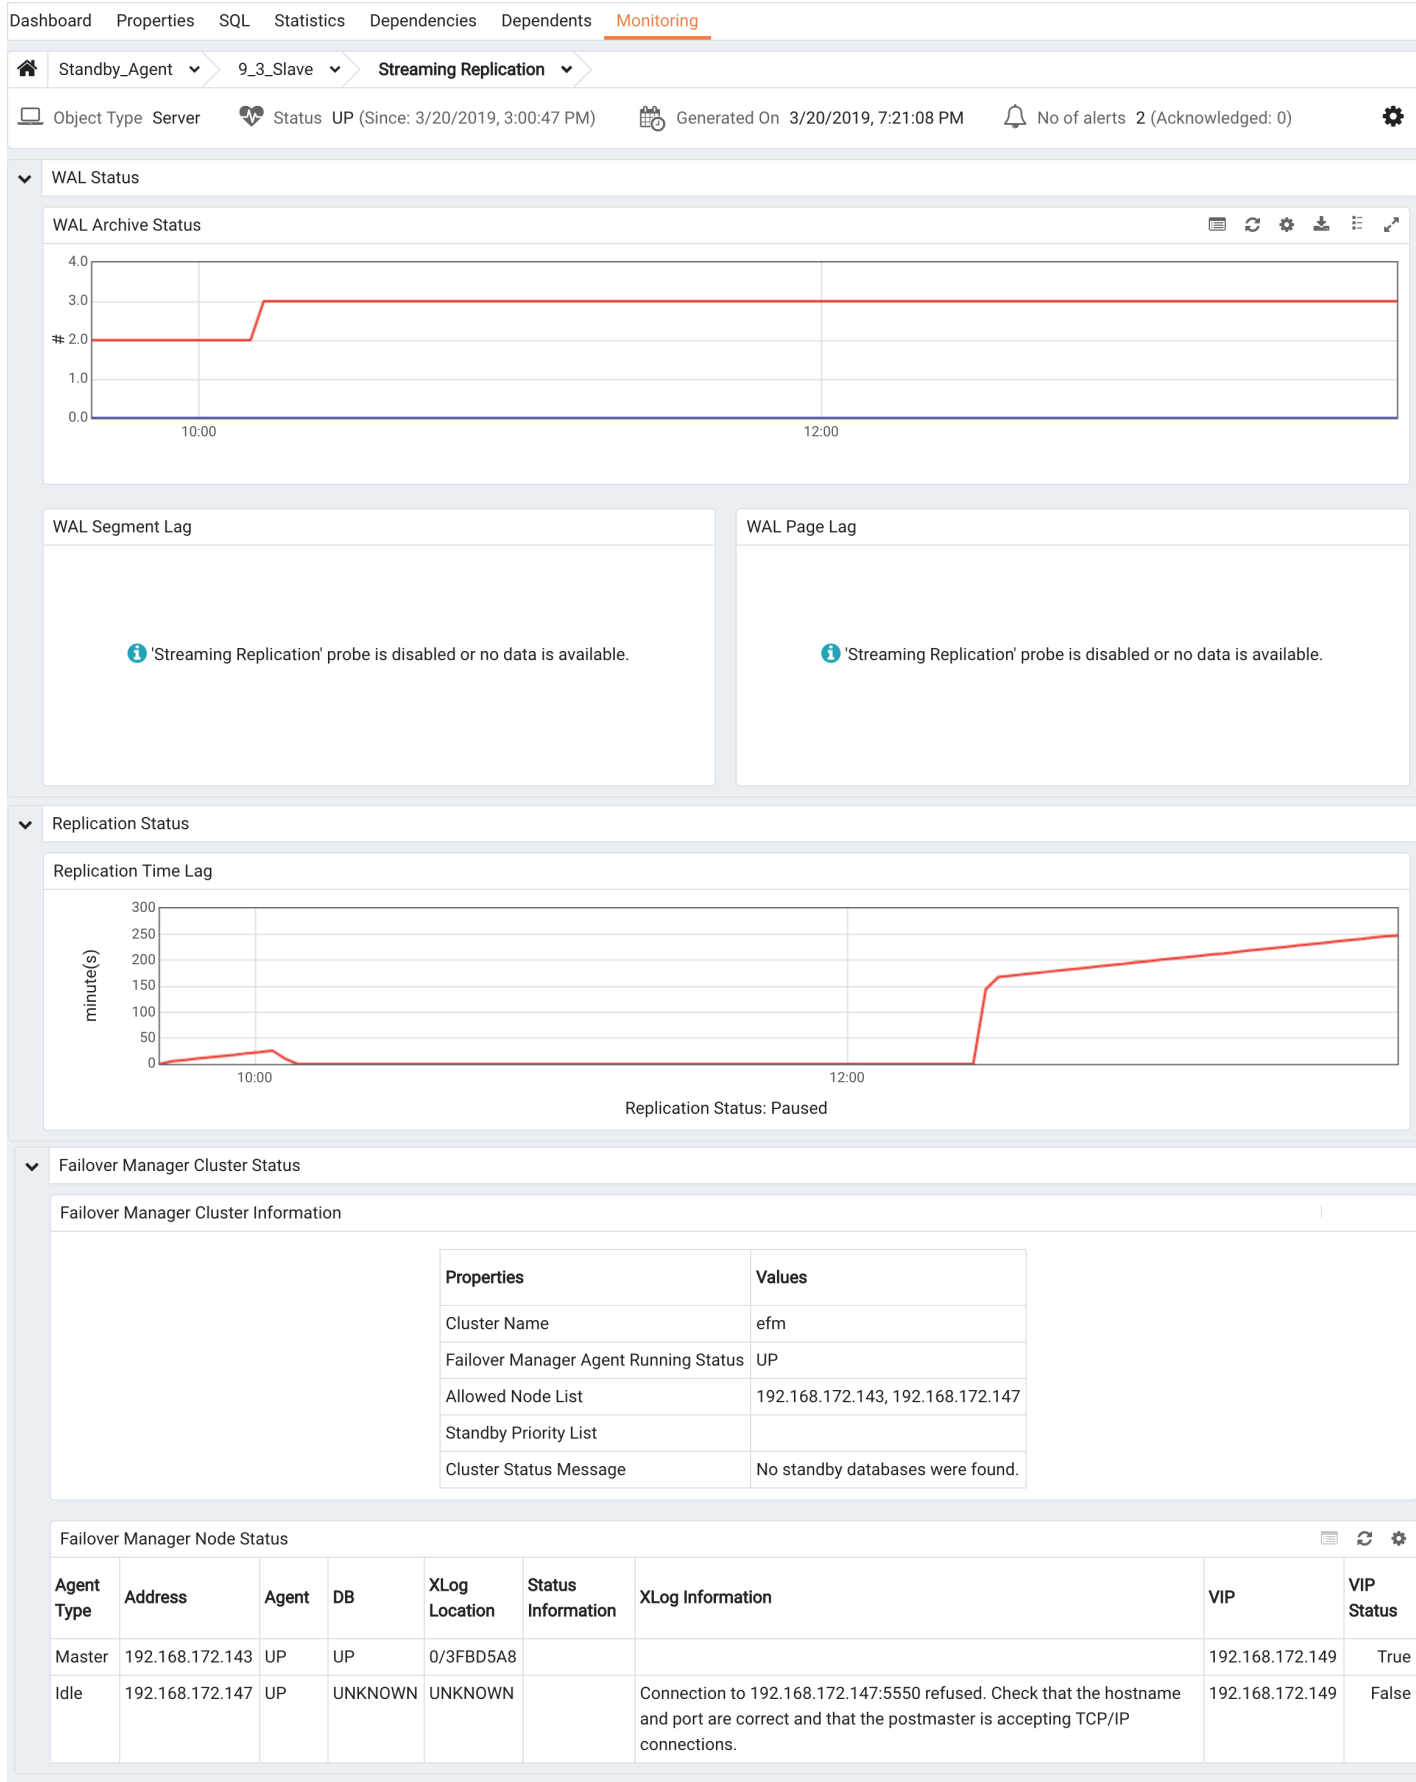 Dashboard Properties SQL Statistics Dependencies Dependents Monitoring
Standby_Agent 9_3_Slave Streaming Replication
Object Type Server Status UP (Since: 3/20/2019, 3:00:47 PM) Generated On 3/20/2019, 7:21:08 PM No of alerts 2 (Acknowledged: 0)
WAL Status
WAL Archive Status
4.0
3.0
# 2.0
1.0
0.0
10:00 12:00
WAL Segment Lag WAL Page Lag
'Streaming Replication' probe is disabled or no data is available. 'Streaming Replication' probe is disabled or no data is available.
Replication Status
Replication Time Lag
minute(s)
300
250
200
150
100
50
0
10:00 12:00
Replication Status: Paused
Failover Manager Cluster Status
Failover Manager Cluster Information
Properties Values
Cluster Name efm
Failover Manager Agent Running Status UP
Allowed Node List 192.168.172.143, 192.168.172.147
Standby Priority List
Cluster Status Message No standby databases were found.
Failover Manager Node Status
Agent Type Address Agent DB XLog Location Status Information XLog Information VIP VIP Status
Master 192.168.172.143 UP UP 0/3FBD5A8 192.168.172.149 True
Idle 192.168.172.147 UP UNKNOWN UNKNOWN Connection to 192.168.172.147:5550 refused. Check that the hostname 192.168.172.149 False
and port are correct and that the postmaster is accepting TCP/IP
connections.